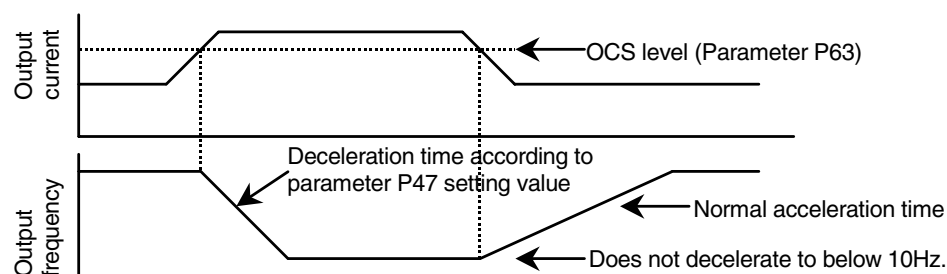 Output
current
OCS level (Parameter P63)
Output
frequency
Deceleration time according to
parameter P47 setting value
Normal acceleration time
Does not decelerate to below 10Hz.